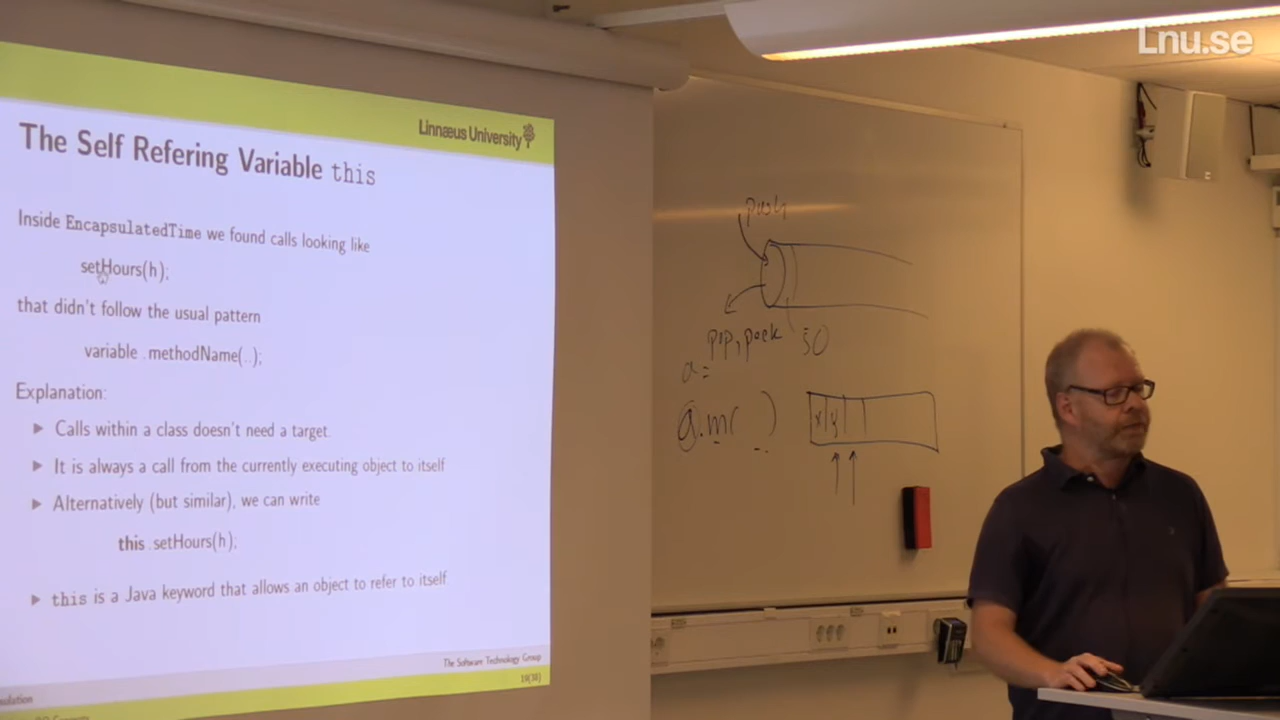 Lnu.se
Linnæus University
The Self Refering Variable this
Inside EncapsulatedTime we found calls looking like
setHours(h);
that didn't follow the usual pattern
variable.methodName(..);
Explanation:
Calls within a class doesn't need a target.
It is always a call from the currently executing object to itself
Alternatively (but similar), we can write
this.setHours(h);
this is a Java keyword that allows an object to refer to itself
The Software Technology Group
push
pop, peek 50
a=
a.m( )
x y